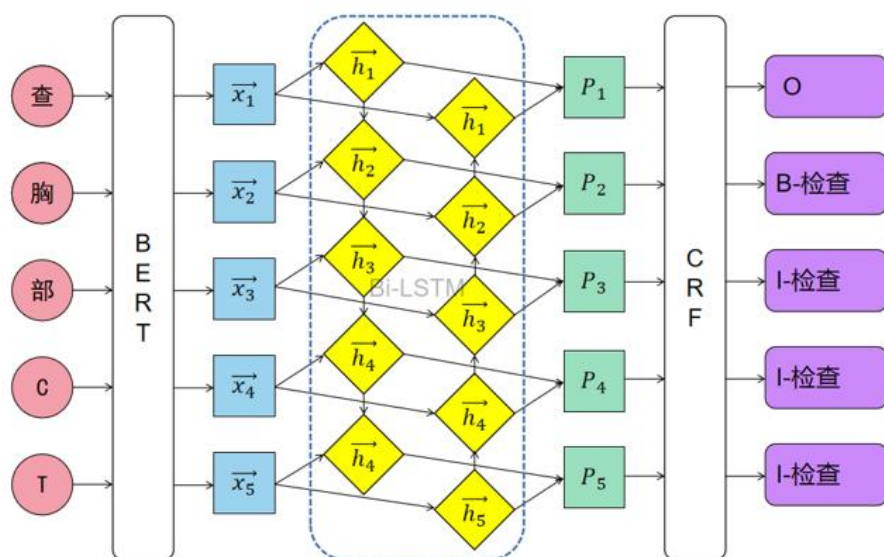 查
胸
部
C
T
BERT
x₁
x₂
x₃
x₄
x₅
h₁
h₂
h₃
h₄
h₄
Bi-LSTM
h₁
h₂
h₃
h₄
h₅
P₁
P₂
P₃
P₄
P₅
CRF
O
B-检查
I-检查
I-检查
I-检查